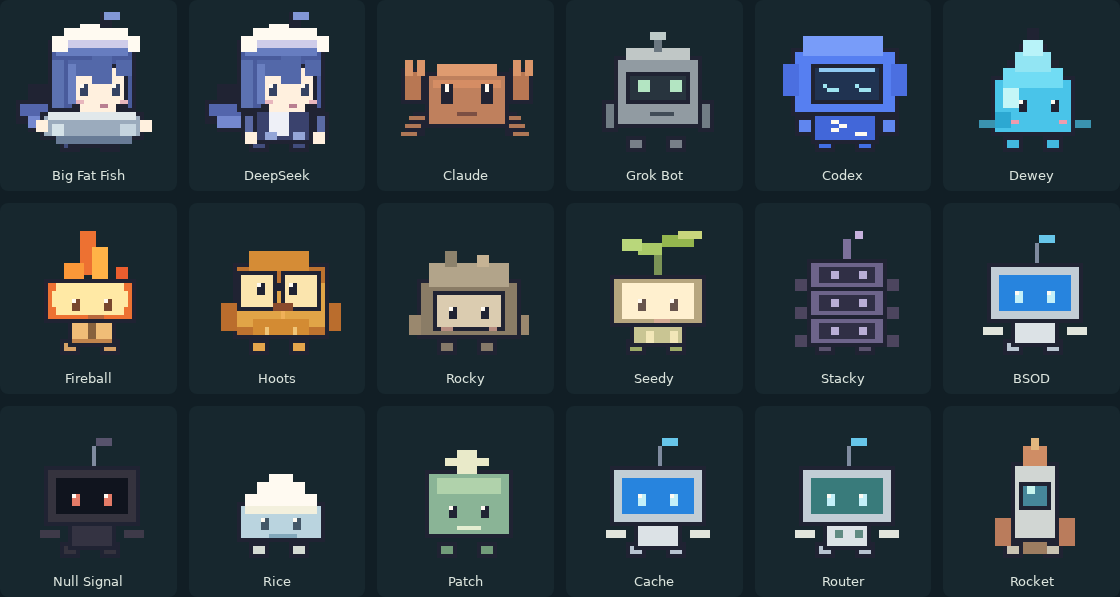 Big Fat Fish
DeepSeek
Claude
Grok Bot
Codex
Dewey
Fireball
Hoots
Rocky
Seedy
Stacky
BSOD
Null Signal
Rice
Patch
Cache
Router
Rocket